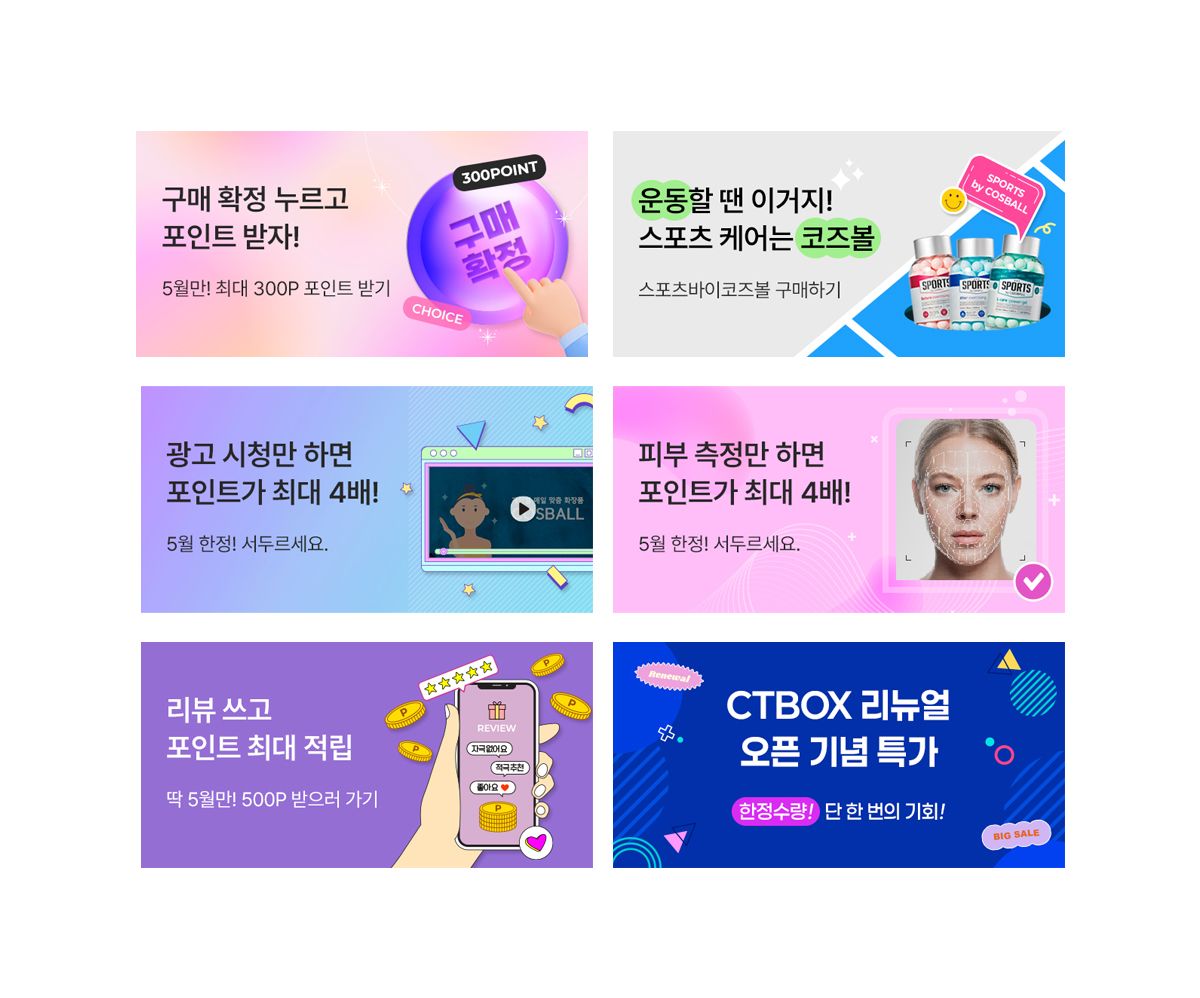 구매 확정 누르고
포인트 받자!
5월만! 최대 300P 포인트 받기
300POINT
구매
확정
CHOICE
운동할 땐 이거지!
스포츠 케어는 코즈볼
스포츠바이코즈볼 구매하기
SPORTS
by COSBALL
SPORTS
SPORTS
SPORTS
광고 시청만 하면
포인트가 최대 4배!
5월 한정! 서두르세요.
맞춤 화장품
SBALL
피부 측정만 하면
포인트가 최대 4배!
5월 한정! 서두르세요.
리뷰 쓰고
포인트 최대 적립
딱 5월만! 500P 받으러 가기
P
P
P
P
REVIEW
자극없어요
적극추천
좋아요
P
Renewal
CTBOX 리뉴얼
오픈 기념 특가
한정수량! 단 한 번의 기회!
BIG SALE